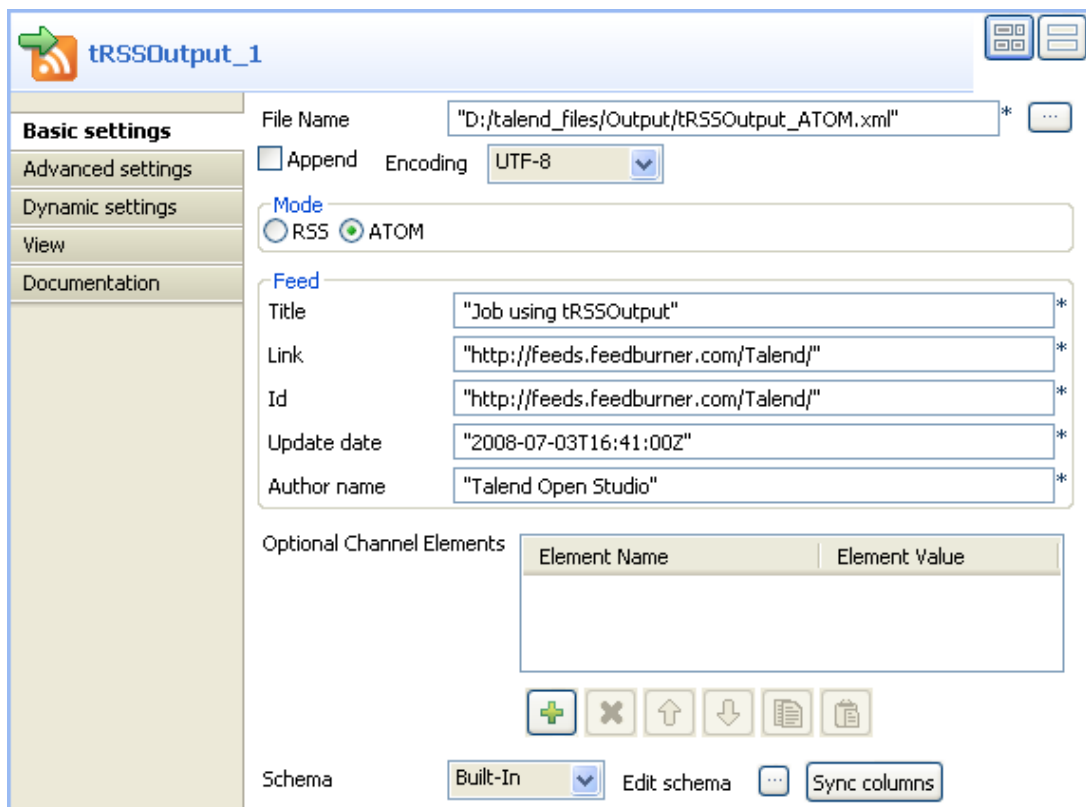 tRSSOutput_1
Basic settings
Advanced settings
Dynamic settings
View
Documentation
File Name "D:/talend_files/Output/tRSSOutput_ATOM.xml" * ...
Append Encoding UTF-8
Mode
RSS ATOM
Feed
Title "Job using tRSSOutput" *
Link "http://feeds.feedburner.com/Talend/" *
Id "http://feeds.feedburner.com/Talend/" *
Update date "2008-07-03T16:41:00Z" *
Author name "Talend Open Studio" *
Optional Channel Elements Element Name Element Value
Schema Built-In Edit schema ... Sync columns